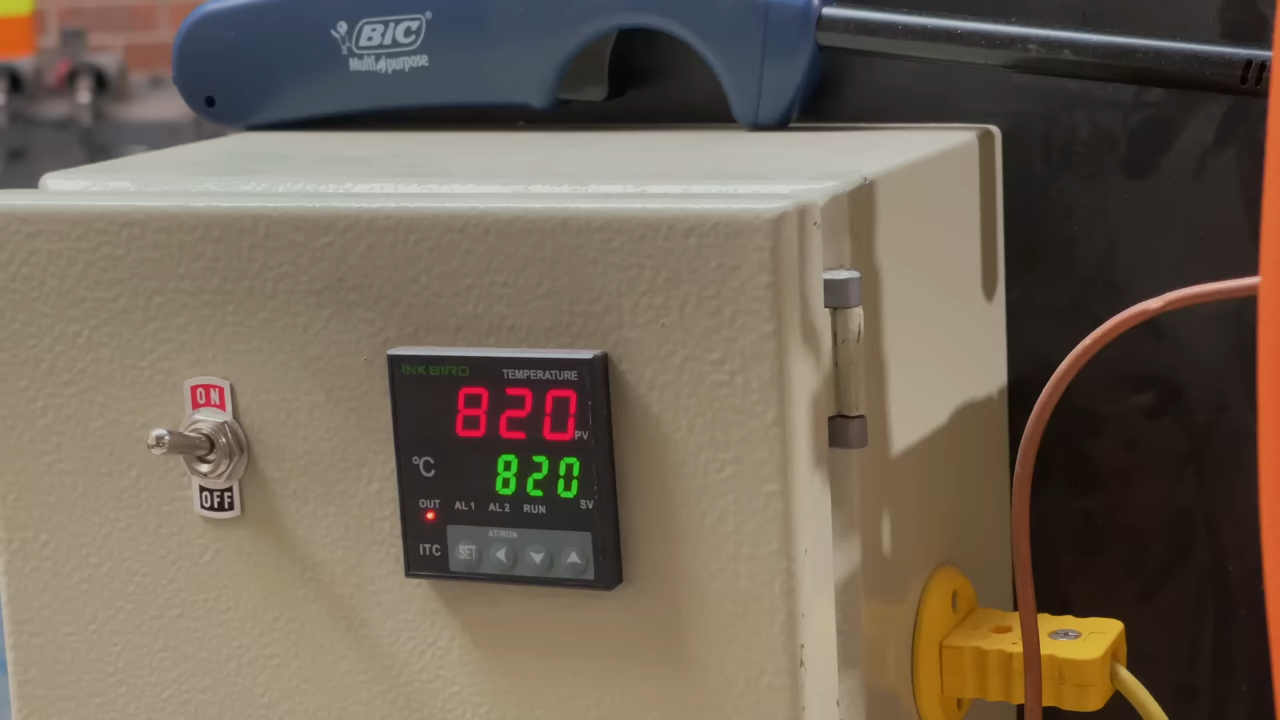 BIC®
Multi purpose
ON
OFF
INKBIRD
TEMPERATURE
820
PV
°C
820
SV
OUT AL1 AL2 RUN
ITC
AT/RUN
SET